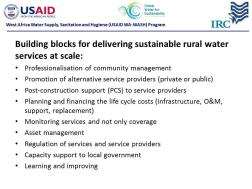 USAID
FROM THE AMERICAN PEOPLE
Global
Water for
Sustainability
IRC
West Africa Water Supply, Sanitation and Hygiene (USAID WA-WASH) Program
Building blocks for delivering sustainable rural water
services at scale:
• Professionalisation of community management
• Promotion of alternative service providers (private or public)
• Post-construction support (PCS) to service providers
• Planning and financing the life cycle costs (infrastructure, O&M,
support, replacement)
• Monitoring services and not only coverage
• Asset management
• Regulation of services and service providers
• Capacity support to local government
• Learning and improving